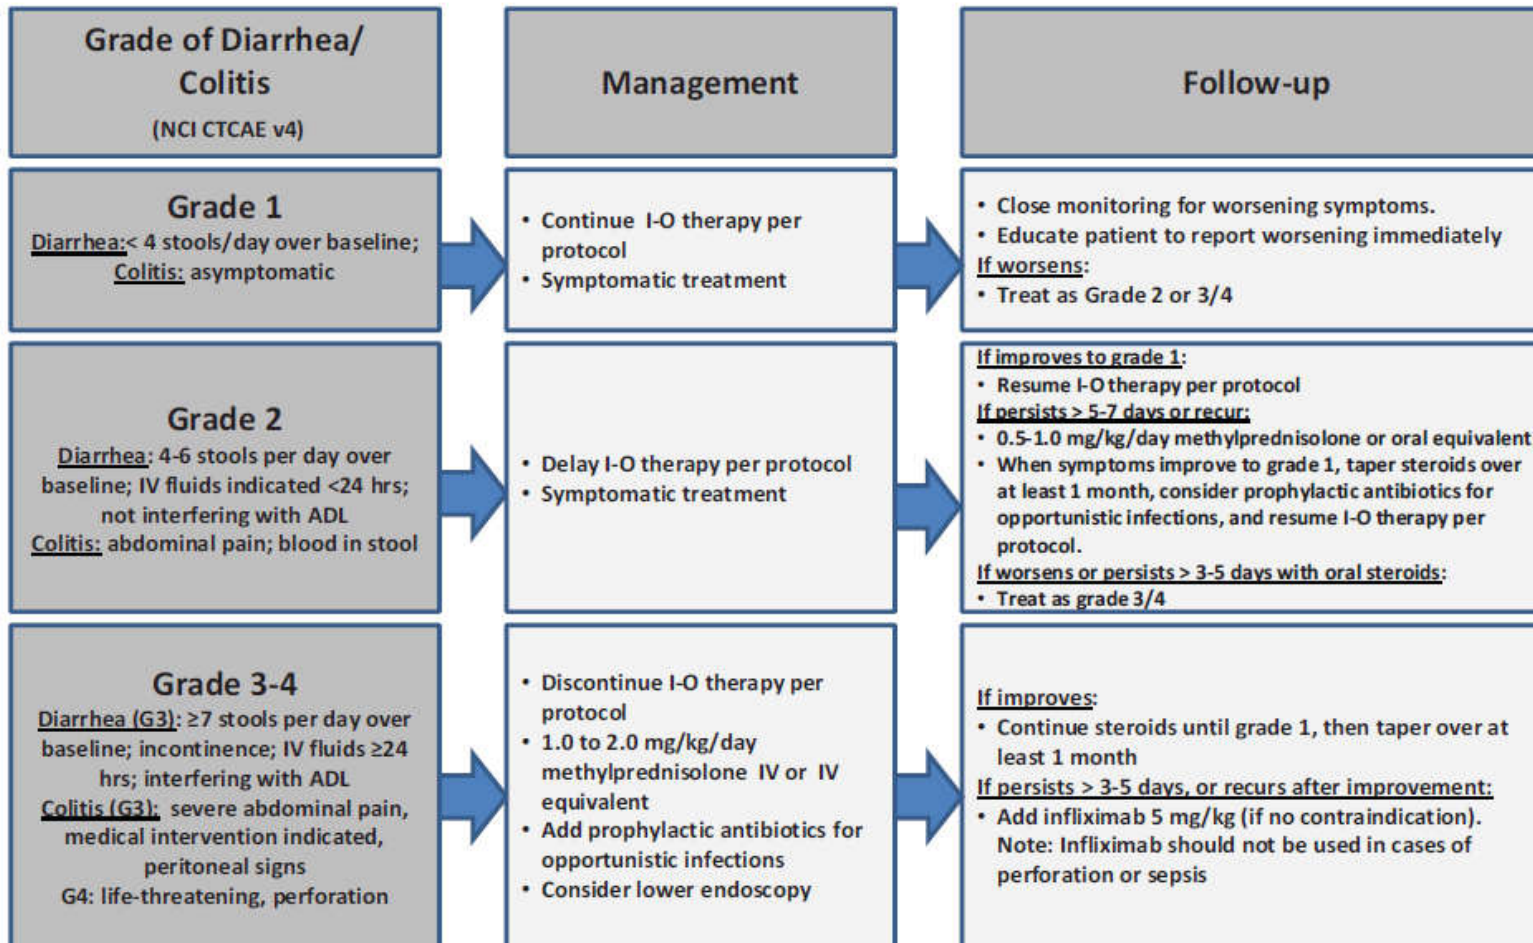 Grade of Diarrhea/
Colitis
(NCI CTCAE v4)
Management
Follow-up
Grade 1
Diarrhea:< 4 stools/day over baseline;
Colitis: asymptomatic
• Continue I-O therapy per
protocol
• Symptomatic treatment
• Close monitoring for worsening symptoms.
• Educate patient to report worsening immediately
If worsens:
• Treat as Grade 2 or 3/4
Grade 2
Diarrhea: 4-6 stools per day over
baseline; IV fluids indicated <24 hrs;
not interfering with ADL
Colitis: abdominal pain; blood in stool
• Delay I-O therapy per protocol
• Symptomatic treatment
If improves to grade 1:
• Resume I-O therapy per protocol
If persists > 5-7 days or recur:
• 0.5-1.0 mg/kg/day methylprednisolone or oral equivalent
• When symptoms improve to grade 1, taper steroids over
at least 1 month, consider prophylactic antibiotics for
opportunistic infections, and resume I-O therapy per
protocol.
If worsens or persists > 3-5 days with oral steroids:
• Treat as grade 3/4
Grade 3-4
Diarrhea (G3): ≥7 stools per day over
baseline; incontinence; IV fluids ≥24
hrs; interfering with ADL
Colitis (G3): severe abdominal pain,
medical intervention indicated,
peritoneal signs
G4: life-threatening, perforation
• Discontinue I-O therapy per
protocol
• 1.0 to 2.0 mg/kg/day
methylprednisolone IV or IV
equivalent
• Add prophylactic antibiotics for
opportunistic infections
• Consider lower endoscopy
If improves:
• Continue steroids until grade 1, then taper over at
least 1 month
If persists > 3-5 days, or recurs after improvement:
• Add infliximab 5 mg/kg (if no contraindication).
Note: Infliximab should not be used in cases of
perforation or sepsis